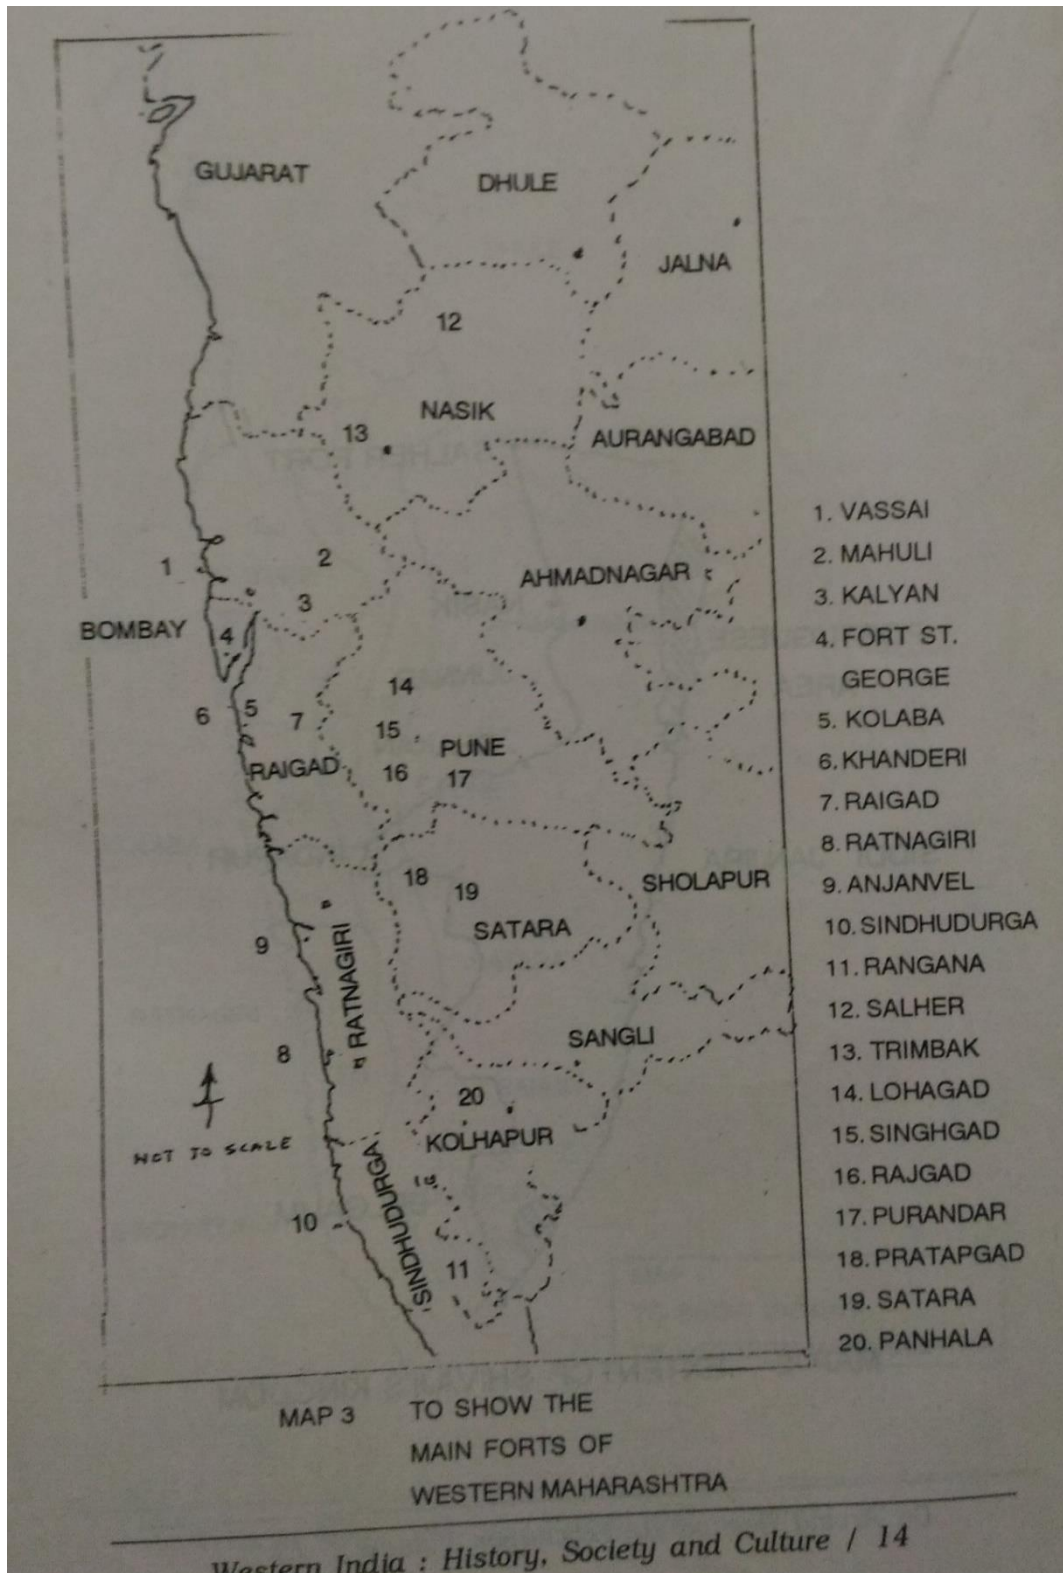 GUJARAT
DHULE
JALNA
12
NASIK
13
AURANGABAD
1
2
AHMADNAGAR
3
BOMBAY
4
14
6
5
7
15
PUNE
RAIGAD
16
17
18
19
SHOLAPUR
SATARA
9
RATNAGIRI
8
SANGLI
20
KOLHAPUR
NOT TO SCALE
SINDHUDURGA
10
11
1. VASSAI
2. MAHULI
3. KALYAN
4. FORT ST.
GEORGE
5. KOLABA
6. KHANDERI
7. RAIGAD
8. RATNAGIRI
9. ANJANVEL
10. SINDHUDURGA
11. RANGANA
12. SALHER
13. TRIMBAK
14. LOHAGAD
15. SINGHGAD
16. RAJGAD
17. PURANDAR
18. PRATAPGAD
19. SATARA
20. PANHALA
MAP 3 TO SHOW THE
MAIN FORTS OF
WESTERN MAHARASHTRA
Western India : History, Society and Culture / 14